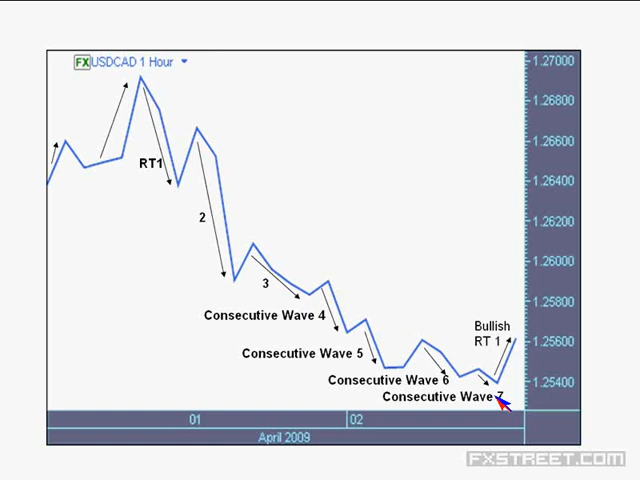 FX USDCAD 1 Hour
1.27000
1.26800
1.26600
1.26400
1.26200
1.26000
1.25800
1.25600
1.25400
RT1
2
3
Consecutive Wave 4
Consecutive Wave 5
Consecutive Wave 6
Consecutive Wave 7
Bullish
RT 1
01
02
April 2009
FXSTREET.COM